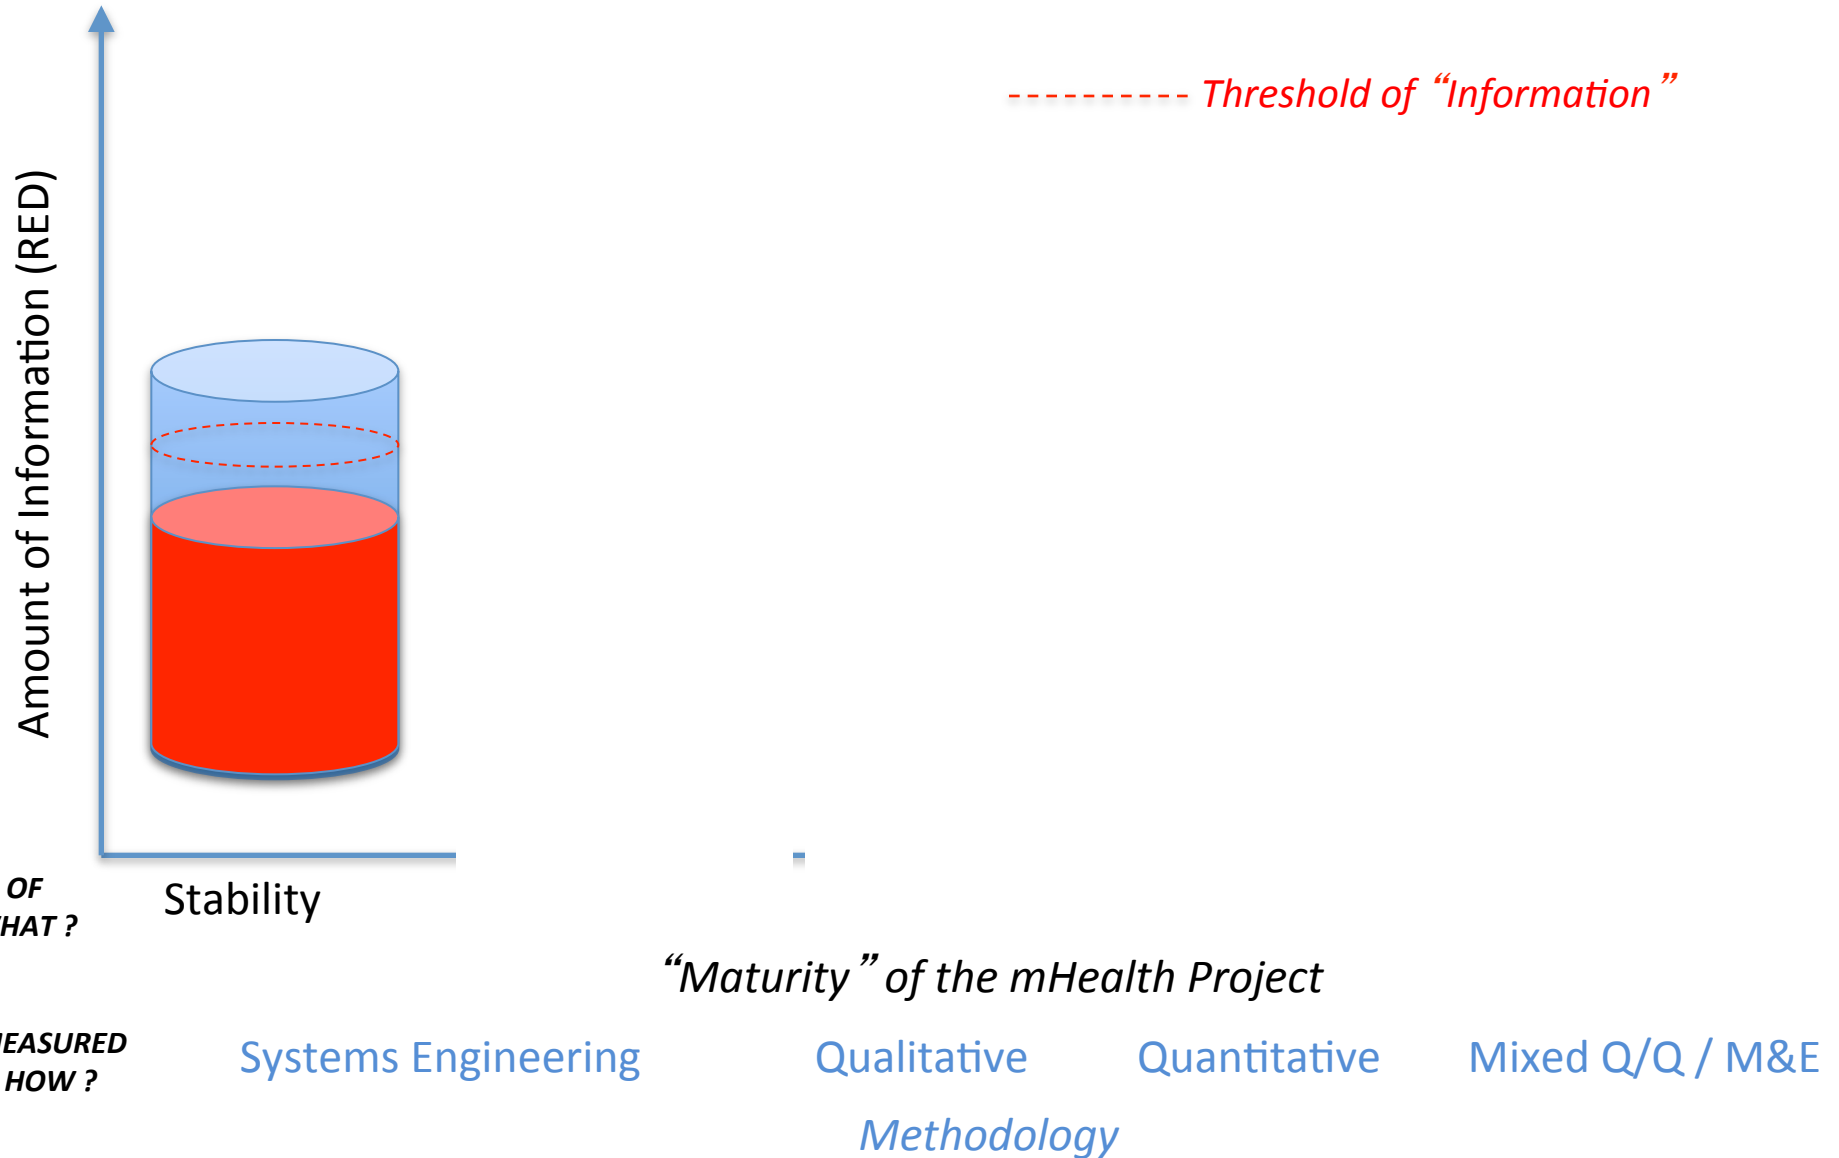 Threshold of “Information”
Amount of Information (RED)
OF
HAT ?
Stability
“Maturity” of the mHealth Project
MEASURED
HOW ?
Systems Engineering
Qualitative
Quantitative
Mixed Q/Q / M&E
Methodology